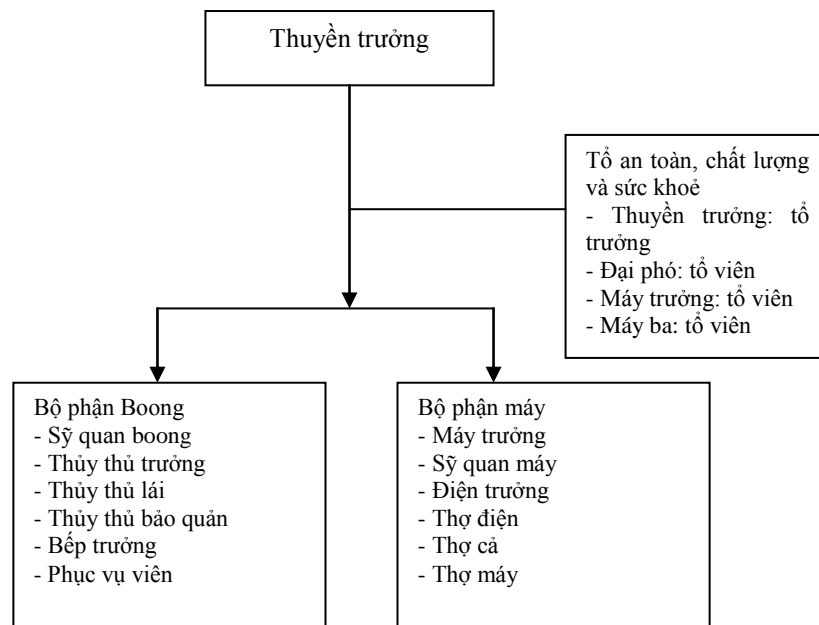 Thuyền trưởng
Tổ an toàn, chất lượng
và sức khoẻ
- Thuyền trưởng: tổ
trưởng
- Đại phó: tổ viên
- Máy trưởng: tổ viên
- Máy ba: tổ viên
Bộ phận Boong
- Sỹ quan boong
- Thủy thủ trưởng
- Thủy thủ lái
- Thủy thủ bảo quản
- Bếp trưởng
- Phục vụ viên
Bộ phận máy
- Máy trưởng
- Sỹ quan máy
- Điện trưởng
- Thợ điện
- Thợ cả
- Thợ máy